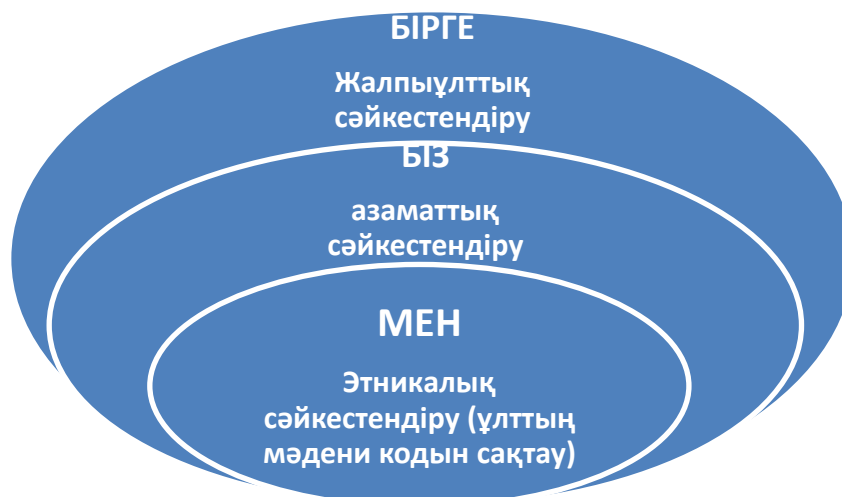 БІРГЕ
Жалпыұлттық
сәйкестендіру
БІЗ
азаматтық
сәйкестендіру
МЕН
Этникалық
сәйкестендіру (ұлттың
мәдени кодын сақтау)